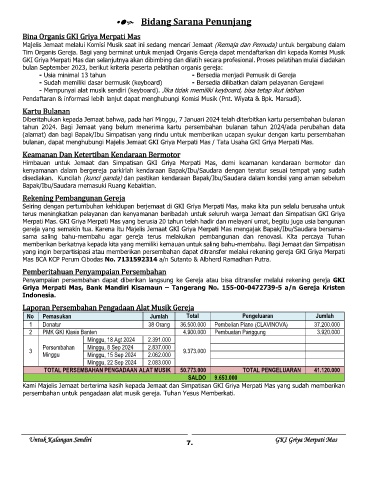 Bidang Sarana Penunjang
Bina Organis GKI Griya Merpati Mas
Majelis Jemaat melalui Komisi Musik saat ini sedang mencari Jemaat (Remaja dan Pemuda) untuk bergabung dalam
Tim Organis Gereja. Bagi yang berminat untuk menjadi Organis Gereja dapat mendaftarkan diri kepada Komisi Musik
GKI Griya Merpati Mas dan selanjutnya akan dibimbing dan dilatih secara profesional. Proses pelatihan mulai diadakan
bulan September 2023, berikut kriteria peserta pelatihan organis gereja:
- Usia minimal 13 tahun - Bersedia menjadi Pemusik di Gereja
- Sudah memiliki dasar bermusik (keyboard) - Bersedia dilibatkan dalam pelayanan Gerejawi
- Mempunyai alat musik sendiri (keyboard). Jika tidak memiliki keyboard, bisa tetap ikut latihan
Pendaftaran & informasi lebih lanjut dapat menghubungi Komisi Musik (Pnt. Wiyata & Bpk. Marsudi).
Kartu Bulanan
Diberitahukan kepada Jemaat bahwa, pada hari Minggu, 7 Januari 2024 telah diterbitkan kartu persembahan bulanan
tahun 2024. Bagi Jemaat yang belum menerima kartu persembahan bulanan tahun 2024/ada perubahan data
(alamat) dan bagi Bapak/Ibu Simpatisan yang rindu untuk memberikan ucapan syukur dengan kartu persembahan
bulanan, dapat menghubungi Majelis Jemaat GKI Griya Merpati Mas / Tata Usaha GKI Griya Merpati Mas.
Keamanan Dan Ketertiban Kendaraan Bermotor
Himbauan untuk Jemaat dan Simpatisan GKI Griya Merpati Mas, demi keamanan kendaraan bermotor dan
kenyamanan dalam bergereja parkirlah kendaraan Bapak/Ibu/Saudara dengan teratur sesuai tempat yang sudah
disediakan. Kuncilah (kunci ganda) dan pastikan kendaraan Bapak/Ibu/Saudara dalam kondisi yang aman sebelum
Bapak/Ibu/Saudara memasuki Ruang Kebaktian.
Rekening Pembangunan Gereja
Seiring dengan pertumbuhan kehidupan berjemaat di GKI Griya Merpati Mas, maka kita pun selalu berusaha untuk
terus meningkatkan pelayanan dan kenyamanan beribadah untuk seluruh warga Jemaat dan Simpatisan GKI Griya
Merpati Mas. GKI Griya Merpati Mas yang berusia 20 tahun telah hadir dan melayani umat, begitu juga usia bangunan
gereja yang semakin tua. Karena itu Majelis Jemaat GKI Griya Merpati Mas mengajak Bapak/Ibu/Saudara bersama-
sama saling bahu-membahu agar gereja terus melakukan pembangunan dan renovasi. Kita percaya Tuhan
memberikan berkatnya kepada kita yang memiliki kemauan untuk saling bahu-membahu. Bagi Jemaat dan Simpatisan
yang ingin berpartisipasi atau memberikan persembahan dapat ditransfer melalui rekening gereja GKI Griya Merpati
Mas BCA KCP Perum Cibodas No. 7131592314 a/n Sutanto & Albherd Ramadhan Putra.
Pemberitahuan Penyampaian Persembahan
Penyampaian persembahan dapat diberikan langsung ke Gereja atau bisa ditransfer melalui rekening gereja GKI
Griya Merpati Mas, Bank Mandiri Kisamaun – Tangerang No. 155-00-0472739-5 a/n Gereja Kristen
Indonesia.
Laporan Persembahan Pengadaan Alat Musik Gereja
No Pemasukan Jumlah Total Pengeluaran Jumlah
1 Donatur 38 Orang 36.500.000 Pembelian Piano (CLAVINOVA) 37.200.000
2 PMK GKI Klasis Banten 4.900.000 Pembuatan Panggung 3.920.000
3 Persembahan Minggu Minggu, 18 Agt 2024 2.391.000 9.373.000
Minggu, 8 Sep 2024 2.837.000
Minggu, 15 Sep 2024 2.062.000
Minggu, 22 Sep 2024 2.083.000
TOTAL PERSEMBAHAN PENGADAAN ALAT MUSIK 50.773.000 TOTAL PENGELUARAN 41.120.000
SALDO 9.653.000
Kami Majelis Jemaat berterima kasih kepada Jemaat dan Simpatisan GKI Griya Merpati Mas yang sudah memberikan
persembahan untuk pengadaan alat musik gereja. Tuhan Yesus Memberkati.
Untuk Kalangan Sendiri 7. GKI Griya Merpati Mas